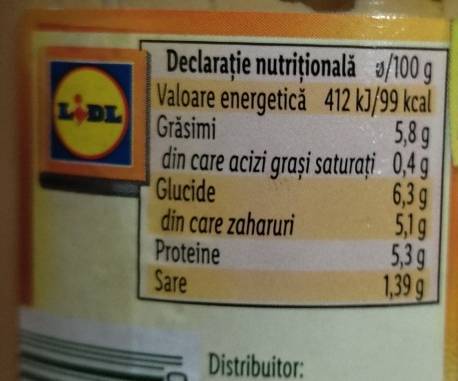 LIDL
Declarație nutrițională ø/100 g
Valoare energetică 412 kJ/99 kcal
Grăsimi 5,8 g
din care acizi grași saturați 0,4 g
Glucide 6,3 g
din care zaharuri 5,1 g
Proteine 5,3 g
Sare 1,39 g
Distribuitor: